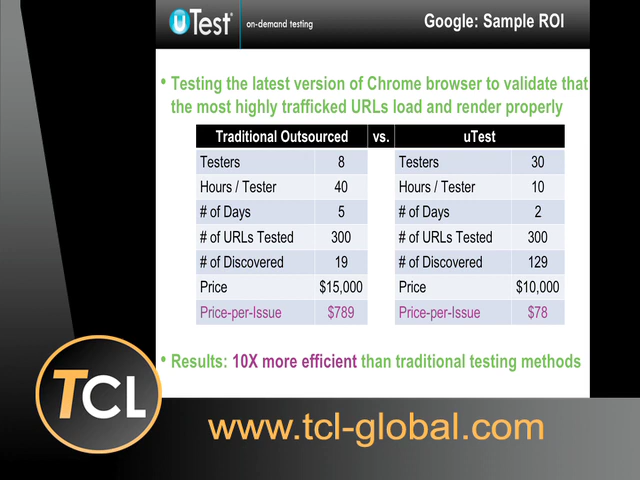 uTest on-demand testing Google: Sample ROI
• Testing the latest version of Chrome browser to validate that
the most highly trafficked URLs load and render properly
Traditional Outsourced vs. uTest
Testers 8 Testers 30
Hours / Tester 40 Hours / Tester 10
# of Days 5 # of Days 2
# of URLs Tested 300 # of URLs Tested 300
# of Discovered 19 # of Discovered 129
Price $15,000 Price $10,000
Price-per-Issue $789 Price-per-Issue $78
• Results: 10X more efficient than traditional testing methods
TCL
www.tcl-global.com